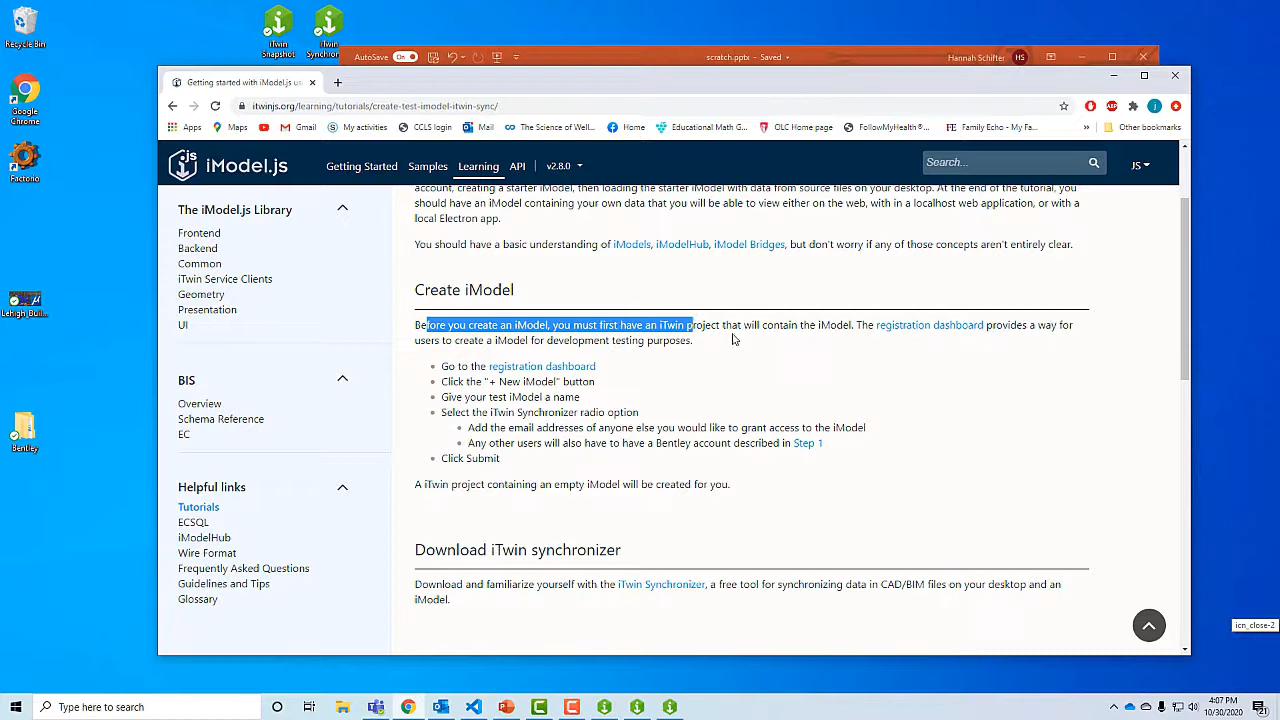 Recycle Bin
iTwin Snapshot
iTwin Synchron...
Google Chrome
Factorio
Lehigh_Buil...
Bentley
AutoSave On
scratch.pptx - Saved
Hannah Schifter HS
Getting started with iModel.js us
itwinjs.org/learning/tutorials/create-test-imodel-itwin-sync/
Apps Maps Gmail My activities CCLS login Mail The Science of Well... Home Educational Math G... OLC Home page FollowMyHealth®... Family Echo - My Fa... » Other bookmarks
iModel.js Getting Started Samples Learning API v2.8.0 Search... JS
The iModel.js Library
Frontend
Backend
Common
iTwin Service Clients
Geometry
Presentation
UI
BIS
Overview
Schema Reference
EC
Helpful links
Tutorials
ECSQL
iModelHub
Wire Format
Frequently Asked Questions
Guidelines and Tips
Glossary
account, creating a starter iModel, then loading the starter iModel with data from source files on your desktop. At the end of the tutorial, you
should have an iModel containing your own data that you will be able to view either on the web, with in a localhost web application, or with a
local Electron app.
You should have a basic understanding of iModels, iModelHub, iModel Bridges, but don't worry if any of those concepts aren't entirely clear.
Create iModel
Before you create an iModel, you must first have an iTwin project that will contain the iModel. The registration dashboard provides a way for
users to create a iModel for development testing purposes.
Go to the registration dashboard
Click the "+ New iModel" button
Give your test iModel a name
Select the iTwin Synchronizer radio option
Add the email addresses of anyone else you would like to grant access to the iModel
Any other users will also have to have a Bentley account described in Step 1
Click Submit
A iTwin project containing an empty iModel will be created for you.
Download iTwin synchronizer
Download and familiarize yourself with the iTwin Synchronizer, a free tool for synchronizing data in CAD/BIM files on your desktop and an
iModel.
icn_close-2
Type here to search
4:07 PM
10/30/2020
21